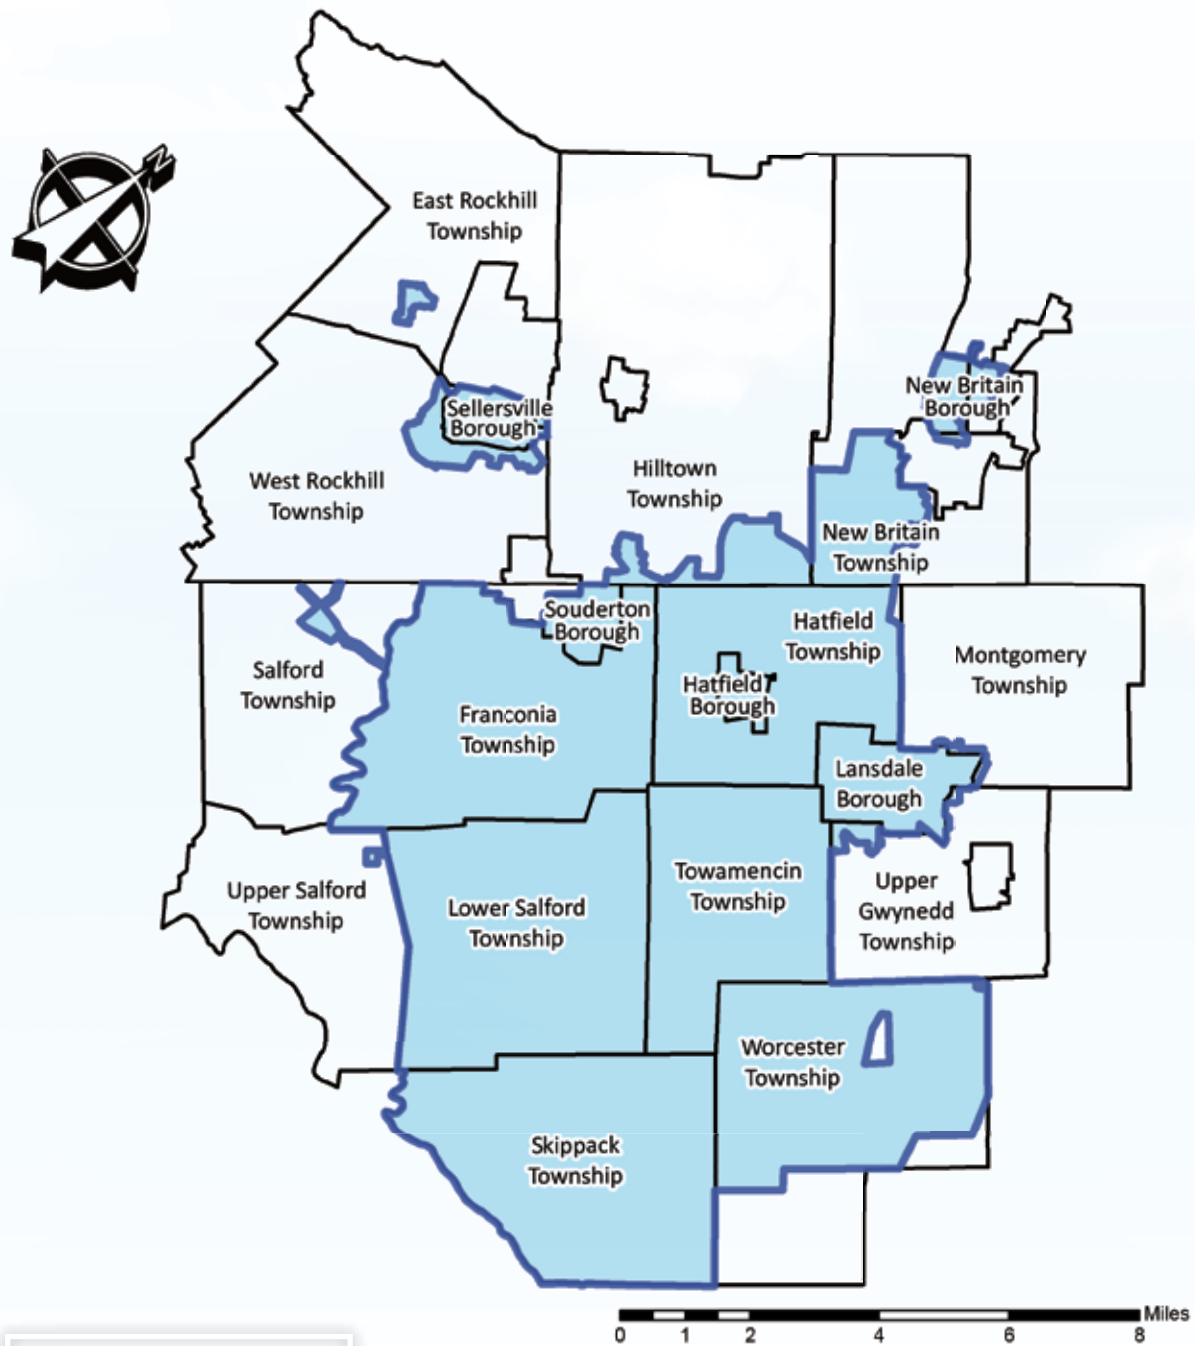 N
East Rockhill
Township
Sellersville
Borough
New Britain
Borough
West Rockhill
Township
Hilltown
Township
New Britain
Township
Souderton
Borough
Hatfield
Township
Salford
Township
Montgomery
Township
Hatfield
Borough
Franconia
Township
Lansdale
Borough
Towamencin
Township
Upper
Gwynedd
Township
Upper Salford
Township
Lower Salford
Township
Worcester
Township
Skippack
Township
Miles
0 1 2 4 6 8